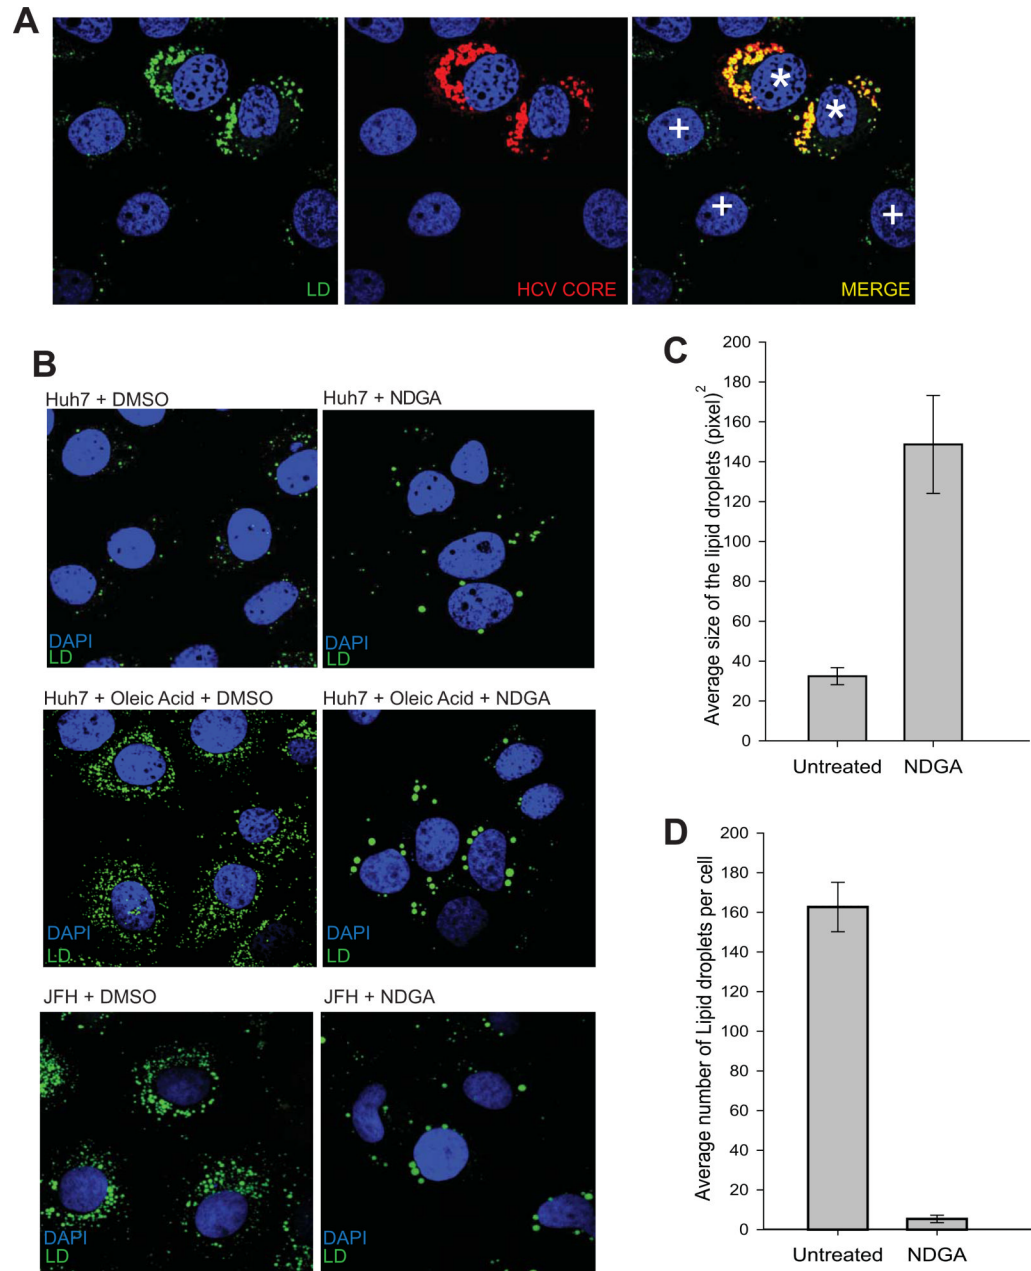 A
LD
HCV CORE
MERGE
*
*
+
+
+
B
Huh7 + DMSO
Huh7 + NDGA
DAPI
LD
DAPI
LD
Huh7 + Oleic Acid + DMSO
Huh7 + Oleic Acid + NDGA
DAPI
LD
DAPI
LD
JFH + DMSO
JFH + NDGA
DAPI
LD
DAPI
LD
C
Average size of the lipid droplets (pixel)²
200
180
160
140
120
100
80
60
40
20
0
Untreated
NDGA
D
Average number of Lipid droplets per cell
200
180
160
140
120
100
80
60
40
20
0
Untreated
NDGA